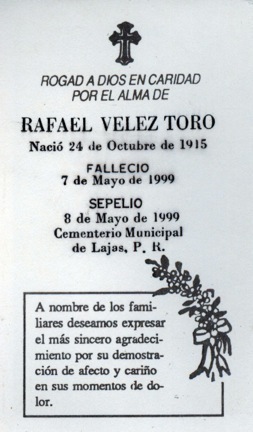 ROGAD A DIOS EN CARIDAD
POR EL ALMA DE
RAFAEL VELEZ TORO
Nació 24 de Octubre de 1915
FALLECIO
7 de Mayo de 1999
SEPELIO
8 de Mayo de 1999
Cementerio Municipal
de Lajas, P. R.
A nombre de los fami-
liares deseamos expresar
el más sincero agradeci-
miento por su demostra-
ción de afecto y cariño
en sus momentos de do-
lor.